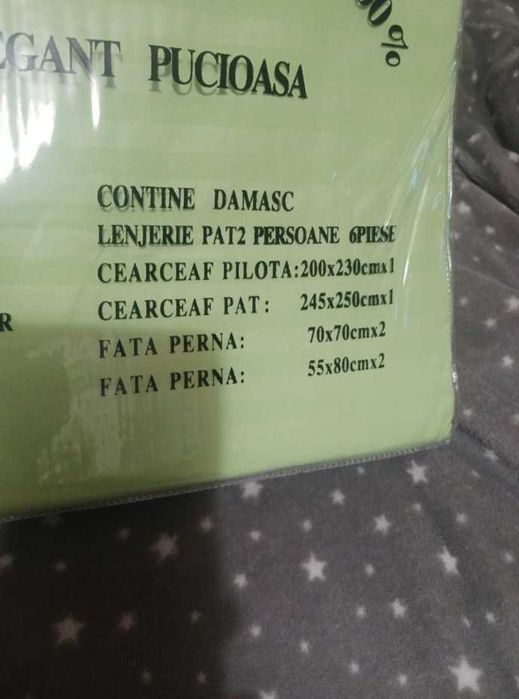 PUCIOASA
CONTINE DAMASC
LENJERIE PAT2 PERSOANE 6PIESE
CEARCEAF PILOTA:200x230cmx1
CEARCEAF PAT: 245x250cmx1
R
FATA PERNA: 70x70cmx2
FATA PERNA: 55x80cmx2